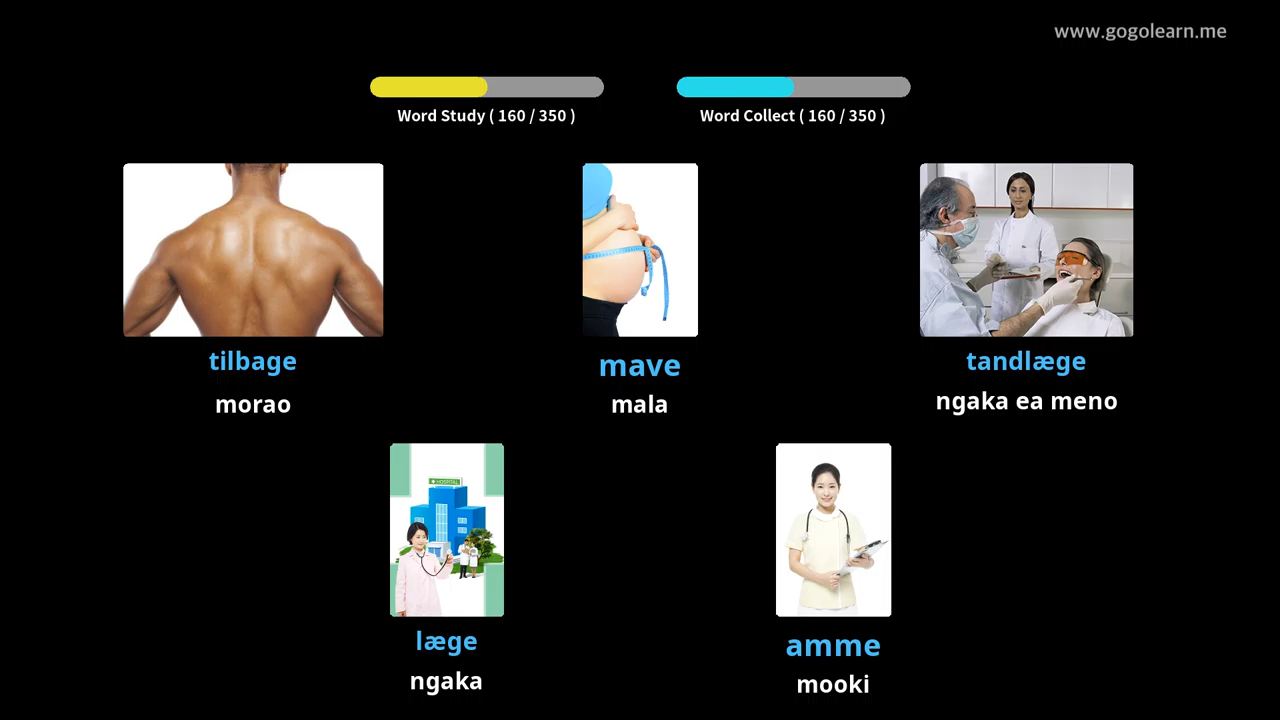 www.gogolearn.me
Word Study ( 160 / 350 )
Word Collect ( 160 / 350 )
tilbage
morao
mave
mala
tandlæge
ngaka ea meno
HOSPITAL
læge
ngaka
amme
mooki